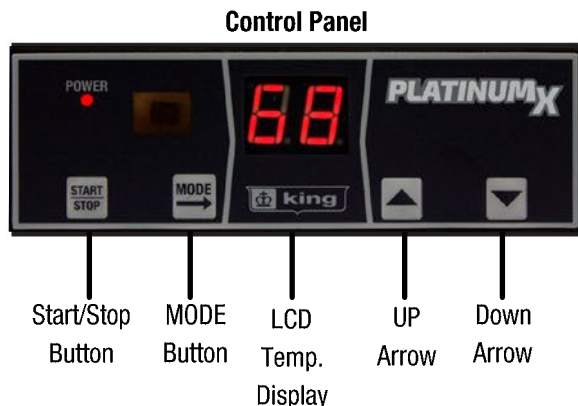 Control Panel
POWER
68
PLATINUMX
START
STOP
MODE
king
Start/Stop
Button
MODE
Button
LCD
Temp.
Display
UP
Arrow
Down
Arrow